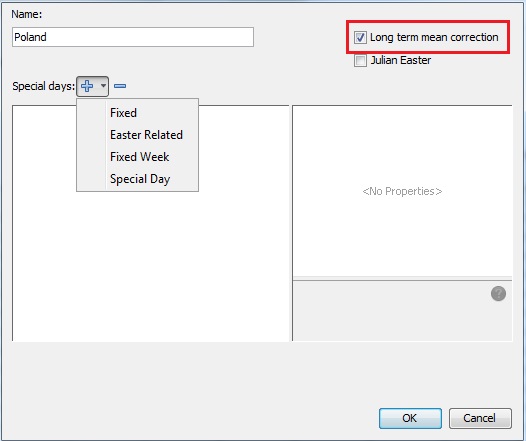 Name:
Poland
Long term mean correction
Julian Easter
Special days:
Fixed
Easter Related
Fixed Week
Special Day
<No Properties>
?
OK
Cancel